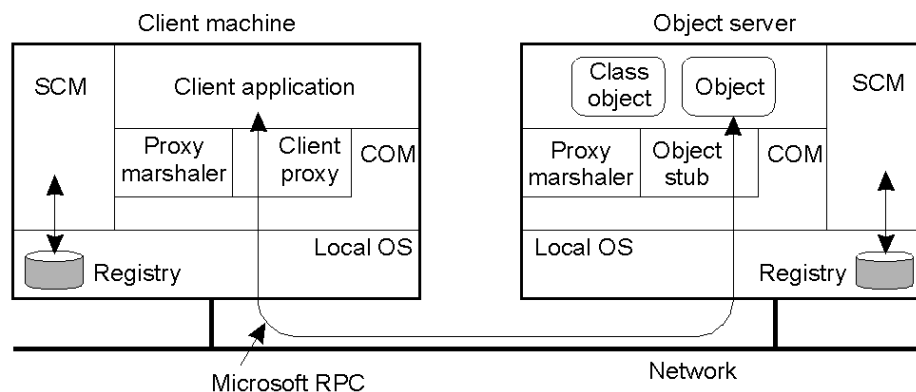 Client machine
Object server
SCM
Client application
Class
object
Object
SCM
Proxy
marshaler
Client
proxy
COM
Proxy
marshaler
Object
stub
COM
Local OS
Local OS
Registry
Registry
Microsoft RPC
Network